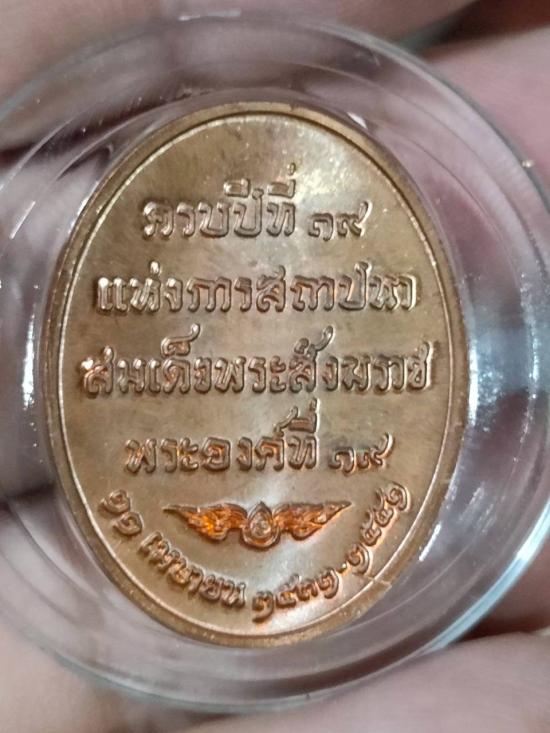 ครบปีที่ ๑๙
แห่งการสถาปนา
สมเด็จพระสังฆราช
พระองค์ที่ ๑๙
๒๑ เมษายน ๒๕๓๒-๒๕๕๑